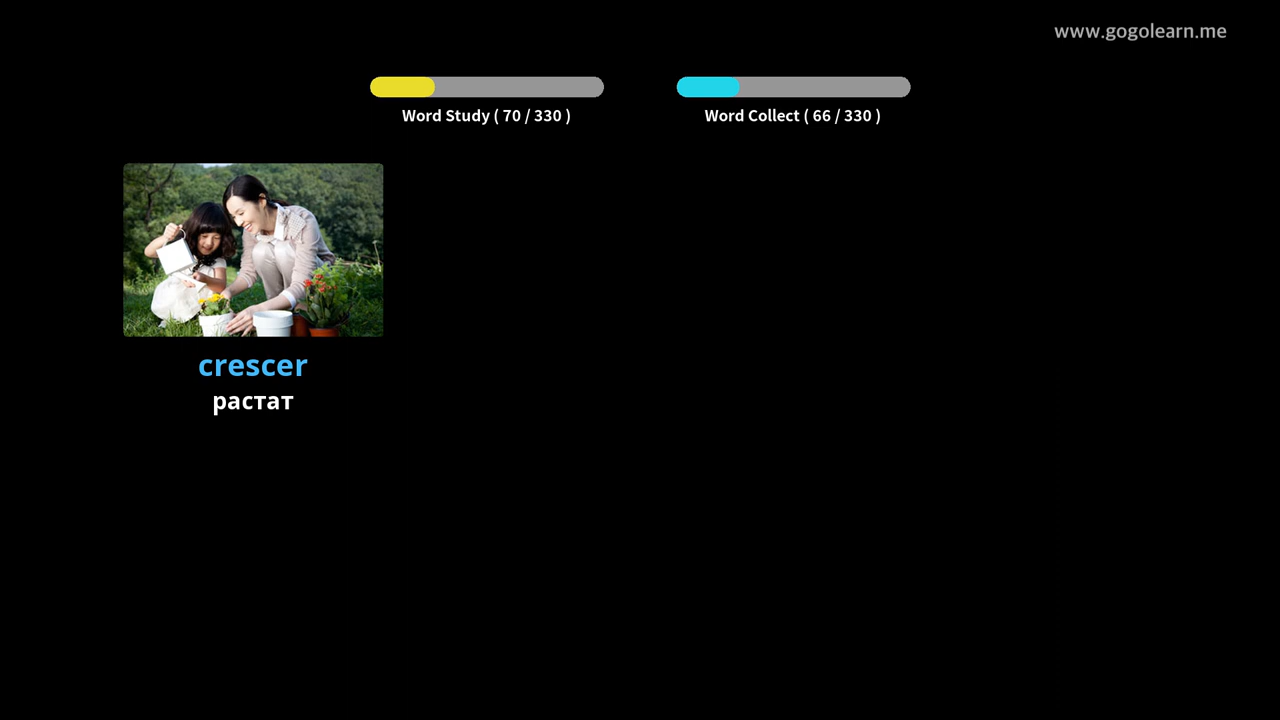 www.gogolearn.me
Word Study ( 70 / 330 )
Word Collect ( 66 / 330 )
crescer
растат